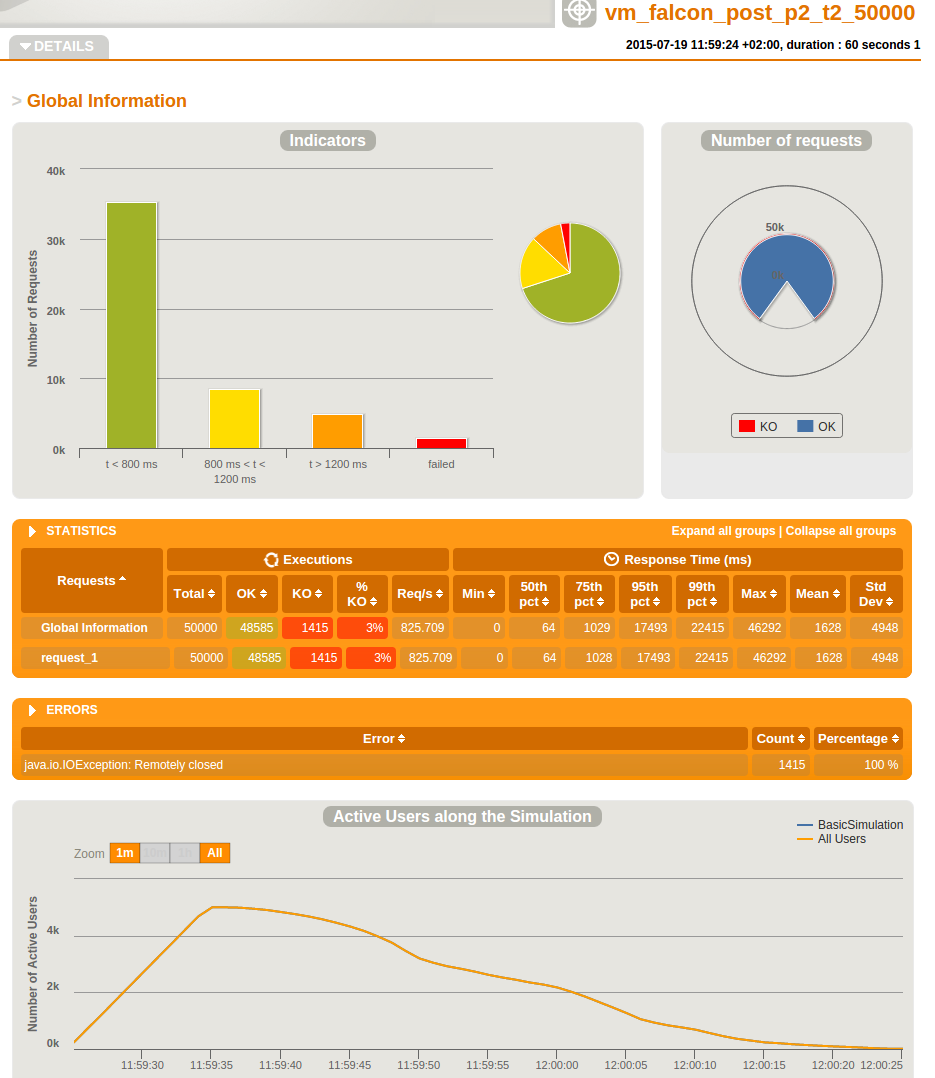 vm_falcon_post_p2_t2_50000
DETAILS
2015-07-19 11:59:24 +02:00, duration : 60 seconds 1
> Global Information
Indicators
40k
30k
20k
10k
0k
Number of Requests
t < 800 ms
800 ms < t < 1200 ms
t > 1200 ms
failed
Number of requests
50k
0k
KO OK
STATISTICS Expand all groups | Collapse all groups
Requests Executions Response Time (ms)
Total OK KO % KO Req/s Min 50th pct 75th pct 95th pct 99th pct Max Mean Std Dev
Global Information 50000 48585 1415 3% 825.709 0 64 1029 17493 22415 46292 1628 4948
request_1 50000 48585 1415 3% 825.709 0 64 1028 17493 22415 46292 1628 4948
ERRORS
Error Count Percentage
java.io.IOException: Remotely closed 1415 100 %
Active Users along the Simulation
BasicSimulation
All Users
Zoom 1m 10m 1h All
Number of Active Users
4k
2k
0k
11:59:30 11:59:35 11:59:40 11:59:45 11:59:50 11:59:55 12:00:00 12:00:05 12:00:10 12:00:15 12:00:20 12:00:25